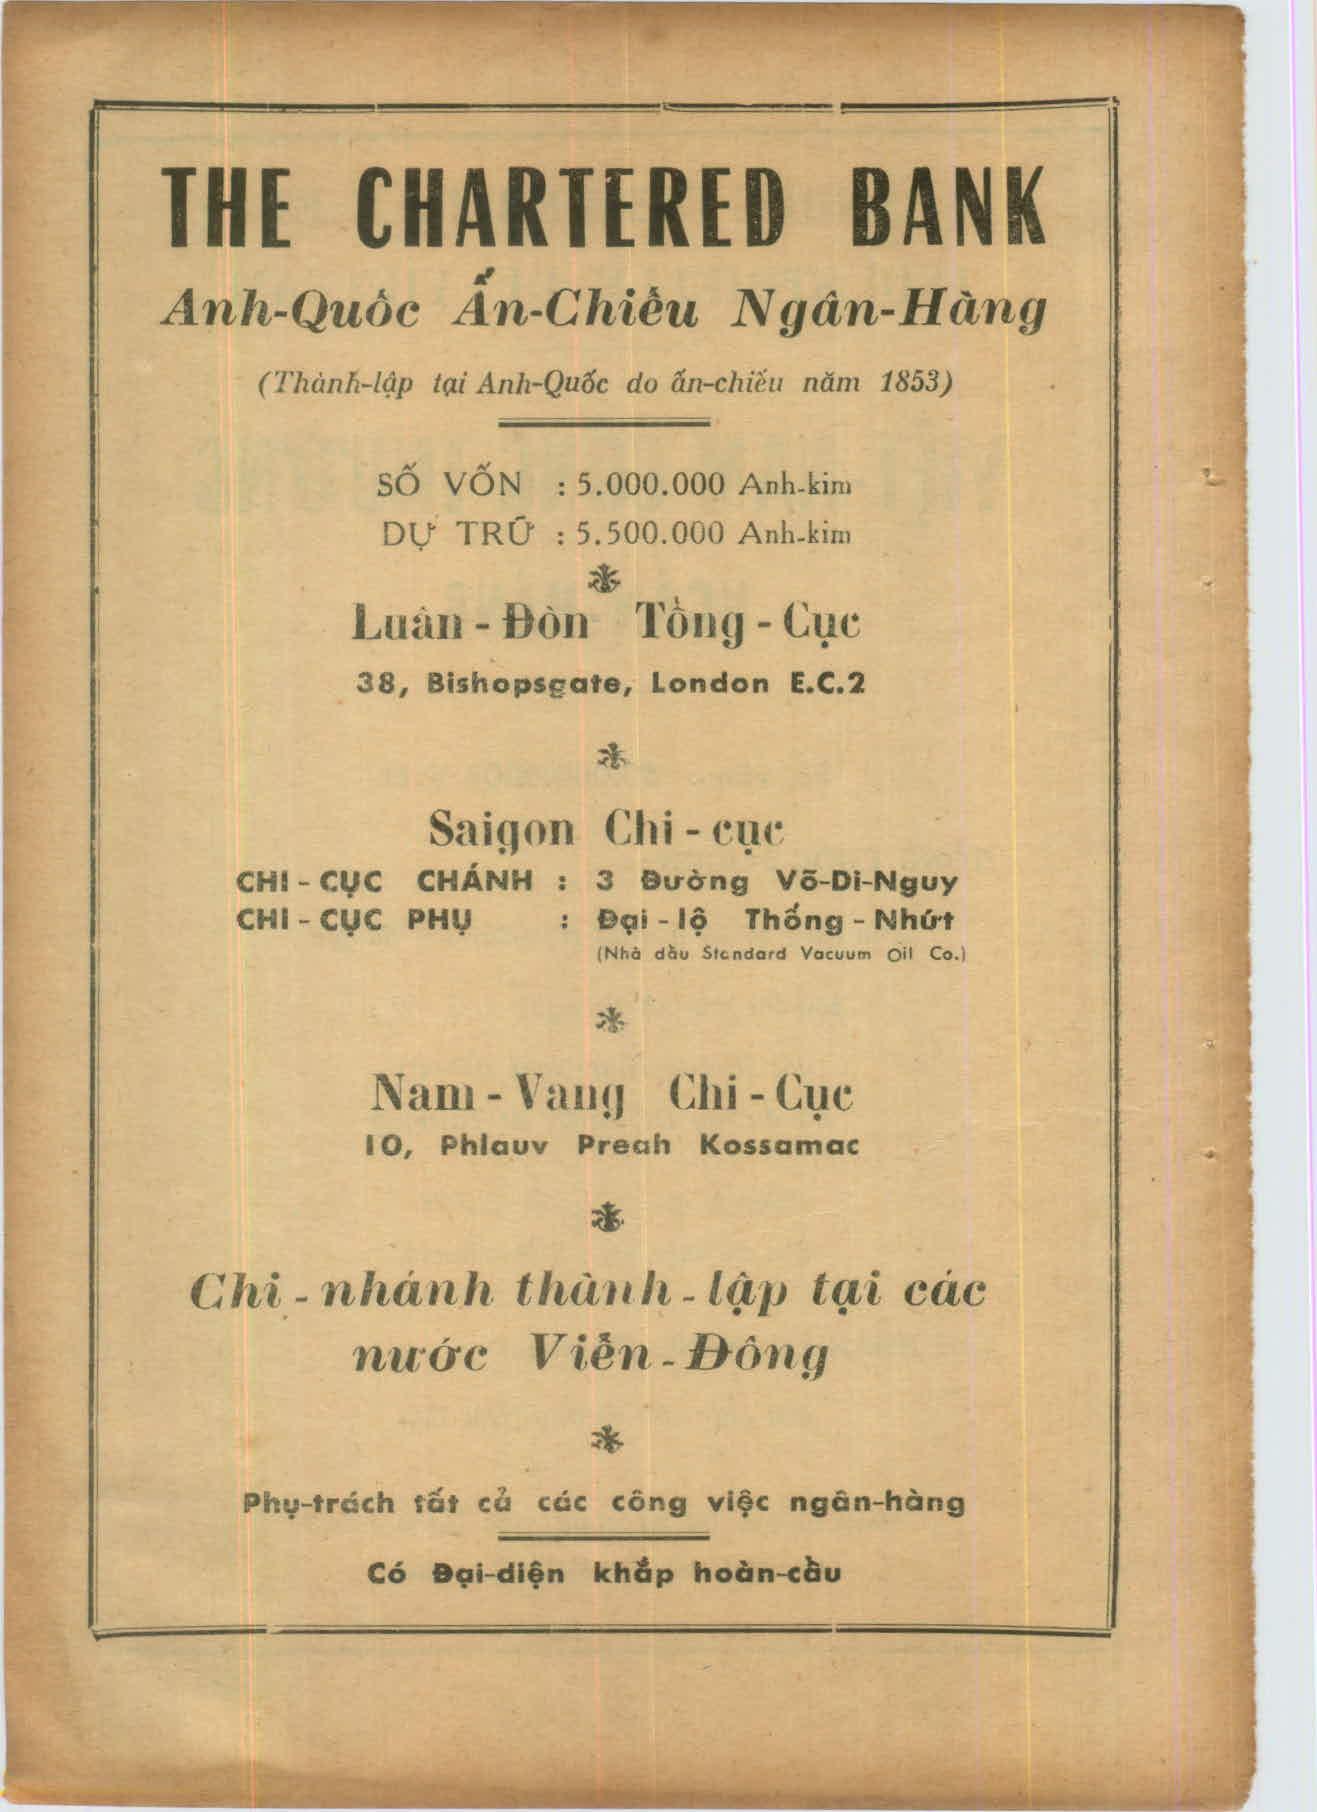 THE CHARTERED BANK
Anh-Quốc Ấn-Chiếu Ngân-Hàng
(Thành-lập tại Anh-Quốc do ấn-chiếu năm 1853)
SỐ VỐN : 5.000.000 Anh-kim
DỰ TRỮ : 5.500.000 Anh-kim
Luân - Đòn Tổng - Cục
38, Bishopsgate, London E.C.2
Saigon Chi - cục
CHI - CỤC CHÁNH : 3 Đường Võ-Di-Nguy
CHI - CỤC PHỤ : Đại - lộ Thống - Nhứt
(Nhà dầu Standard Vacuum Oil Co.)
Nam - Vang Chi - Cục
10, Phlauv Preah Kossamac
Chi - nhánh thành - lập tại các
nước Viễn - Đông
Phụ-trách tất cả các công việc ngân-hàng
Có Đại-diện khắp hoàn-cầu